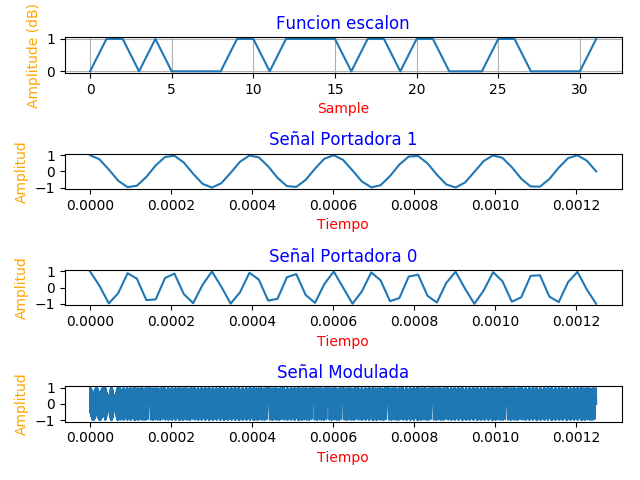 Funcion escalon
Amplitude (dB)
1
0
0 5 10 15 20 25 30
Sample
Señal Portadora 1
Amplitud
1
0
−1
0.0000 0.0002 0.0004 0.0006 0.0008 0.0010 0.0012
Tiempo
Señal Portadora 0
Amplitud
1
0
−1
0.0000 0.0002 0.0004 0.0006 0.0008 0.0010 0.0012
Tiempo
Señal Modulada
Amplitud
1
0
−1
0.0000 0.0002 0.0004 0.0006 0.0008 0.0010 0.0012
Tiempo